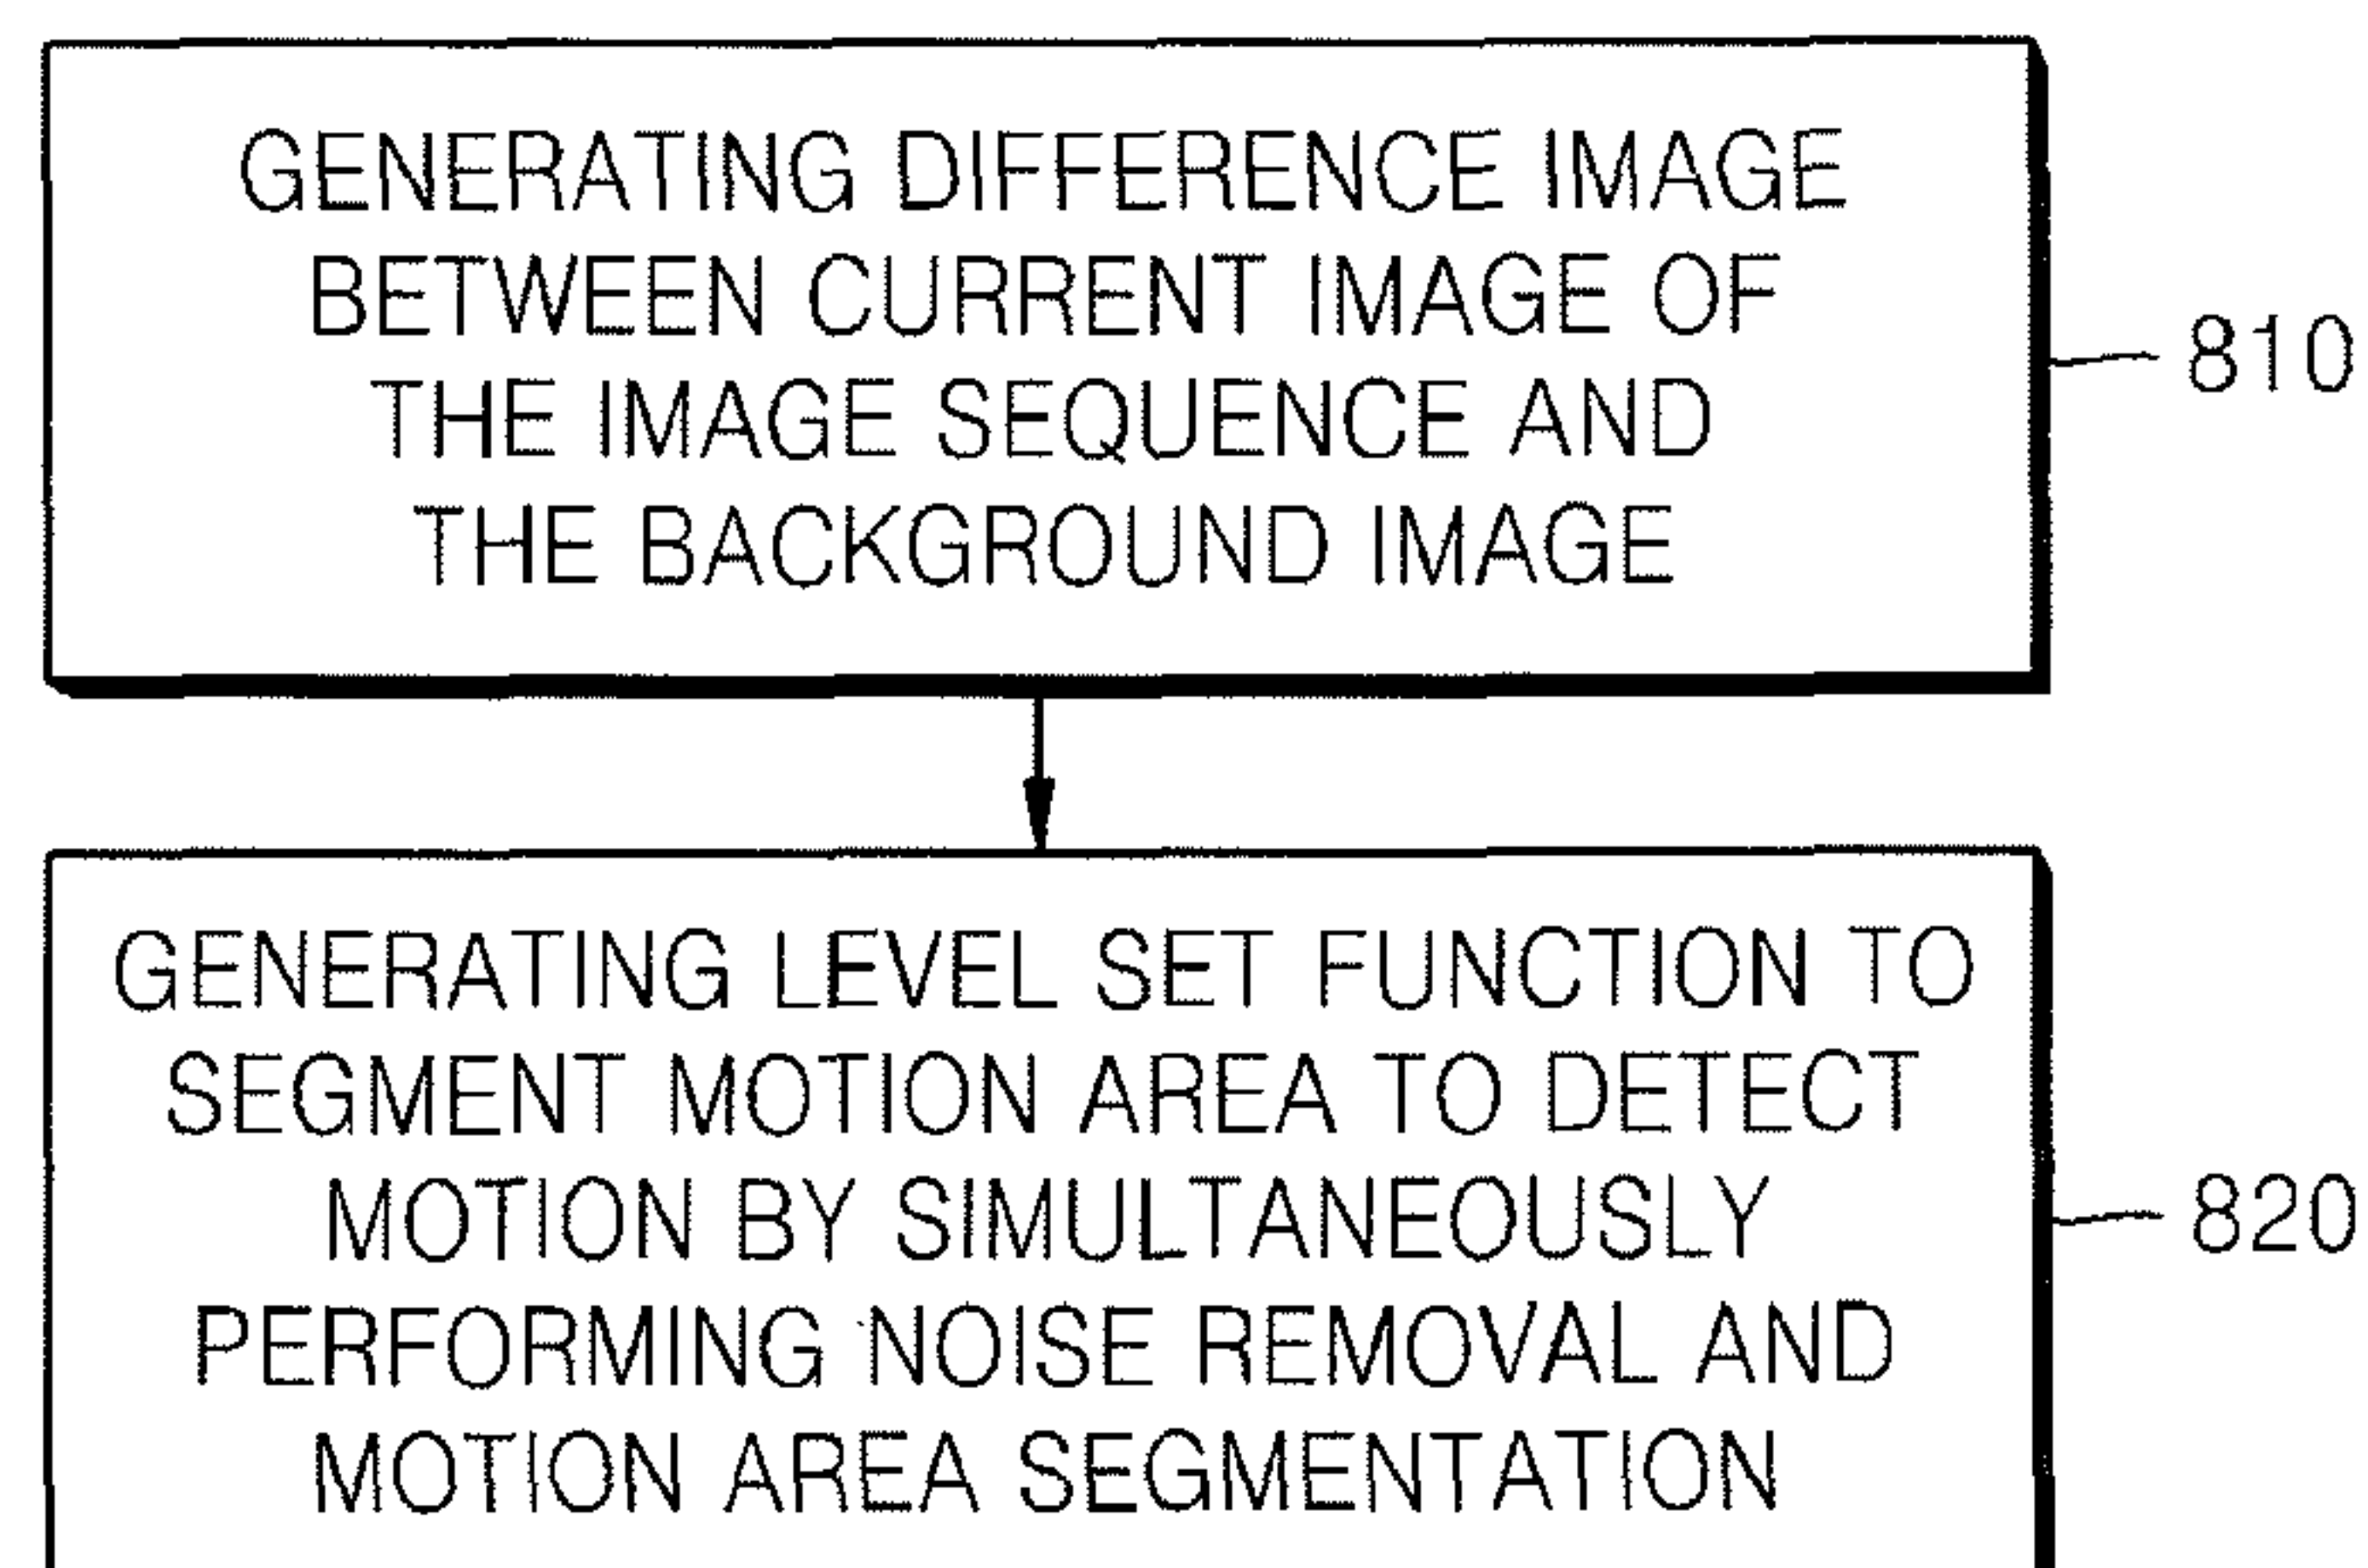 GENERATING DIFFERENCE IMAGE
BETWEEN CURRENT IMAGE OF
THE IMAGE SEQUENCE AND
THE BACKGROUND IMAGE
810
GENERATING LEVEL SET FUNCTION TO
SEGMENT MOTION AREA TO DETECT
MOTION BY SIMULTANEOUSLY
PERFORMING NOISE REMOVAL AND
MOTION AREA SEGMENTATION
820